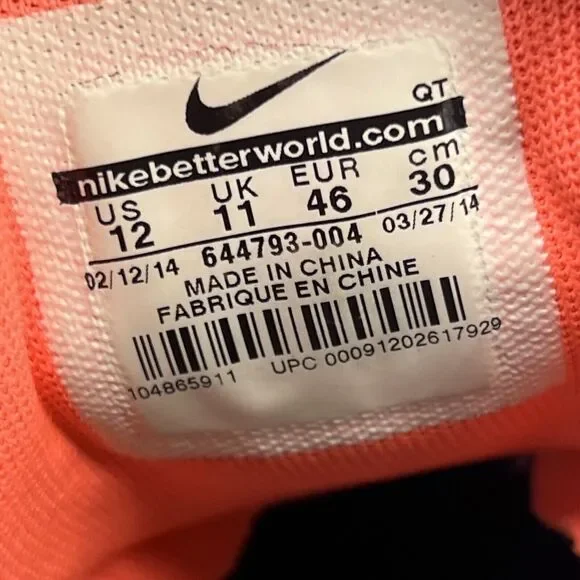 QT
nikebetterworld.com
US UK EUR cm
12 11 46 30
02/12/14 644793-004 03/27/14
MADE IN CHINA
FABRIQUE EN CHINE
104865911 UPC 00091202617929